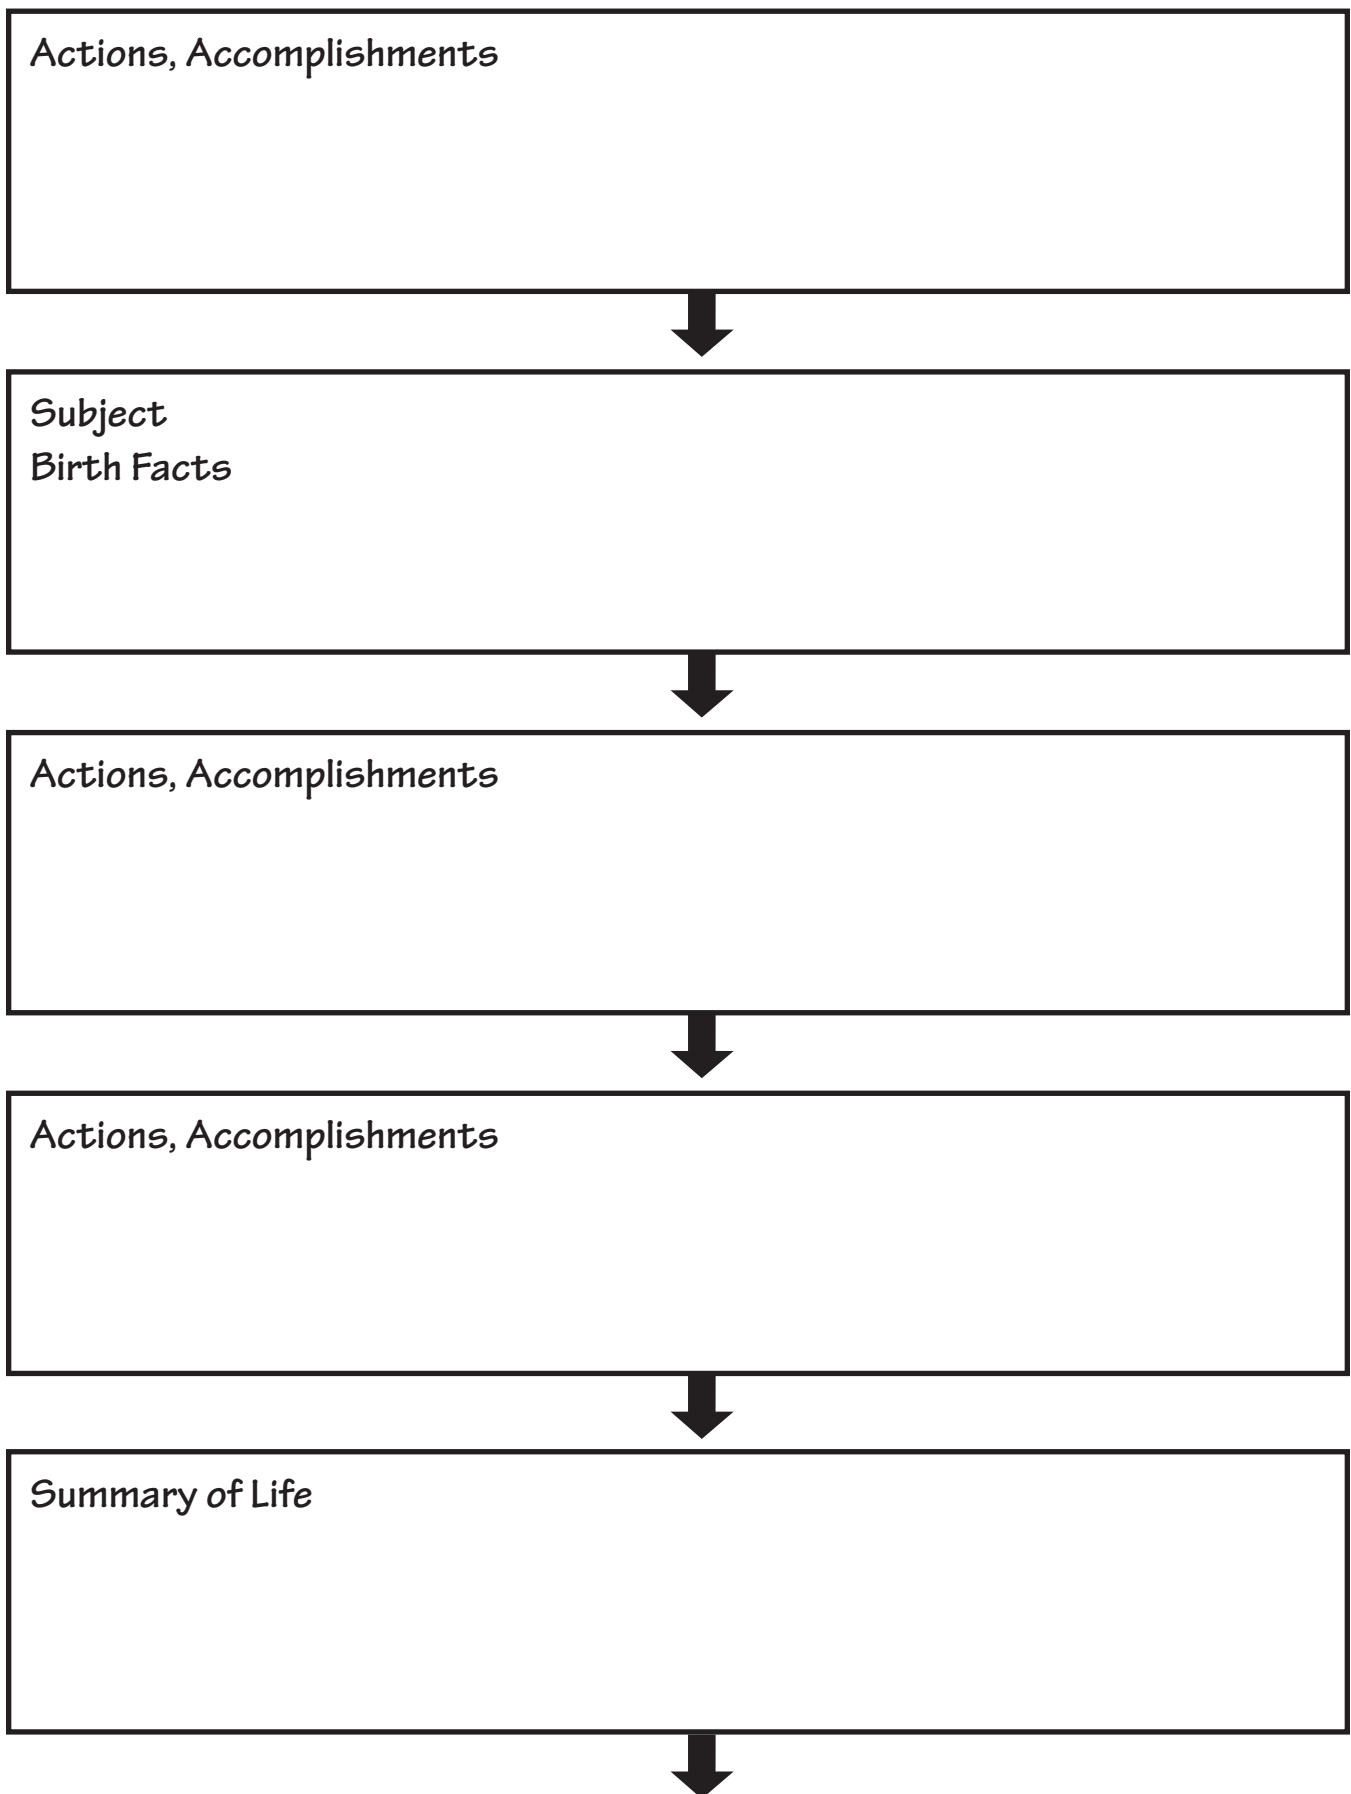 Actions, Accomplishments
Subject
Birth Facts
Actions, Accomplishments
Actions, Accomplishments
Summary of Life